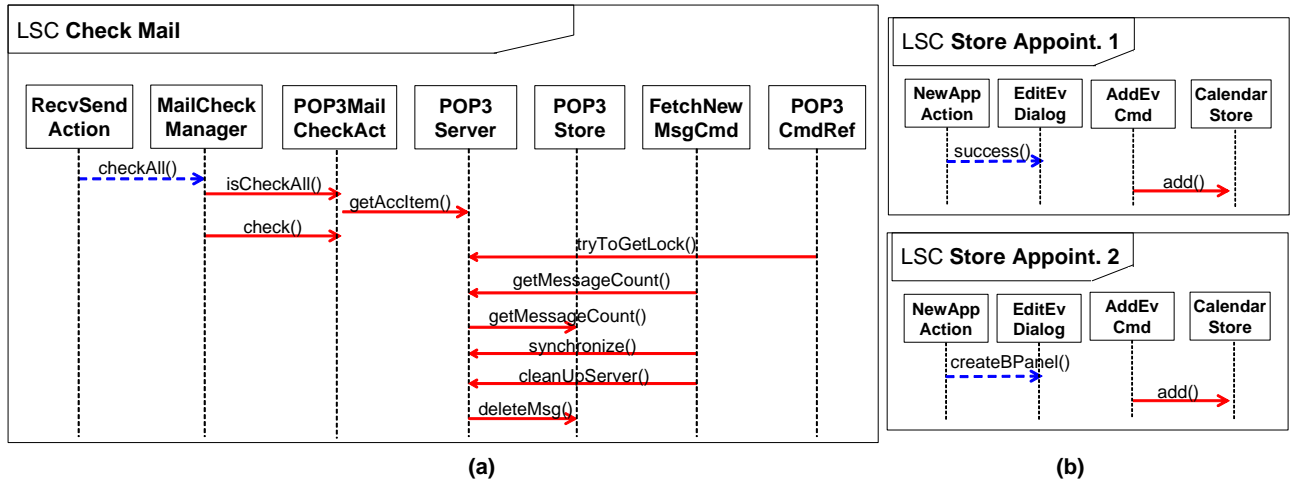 LSC Check Mail
RecvSend
Action
MailCheck
Manager
POP3Mail
CheckAct
POP3
Server
POP3
Store
FetchNew
MsgCmd
POP3
CmdRef
checkAll()
isCheckAll()
getAccItem()
check()
tryToGetLock()
getMessageCount()
getMessageCount()
synchronize()
cleanUpServer()
deleteMsg()
(a)
LSC Store Appoint. 1
NewApp
Action
EditEv
Dialog
AddEv
Cmd
Calendar
Store
success()
add()
LSC Store Appoint. 2
NewApp
Action
EditEv
Dialog
AddEv
Cmd
Calendar
Store
createBPanel()
add()
(b)